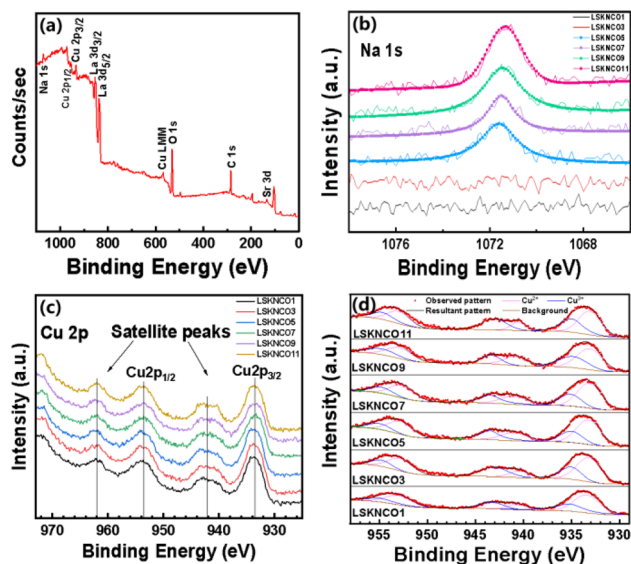 (a)
Na 1s
Cu 2p1/2
Cu 2p3/2
La 3d3/2
La 3d5/2
Cu LMM
O 1s
C 1s
Sr 3d
Counts/sec
1000 800 600 400 200 0
Binding Energy (eV)
(b)
Na 1s
LSKNCO1
LSKNCO3
LSKNCO5
LSKNCO7
LSKNCO9
LSKNCO11
Intensity (a.u.)
1076 1072 1068
Binding Energy (eV)
(c)
Cu 2p
Satellite peaks
LSKNCO1
LSKNCO3
LSKNCO5
LSKNCO7
LSKNCO9
LSKNCO11
Cu2p1/2
Cu2p3/2
Intensity (a.u.)
970 960 950 940 930
Binding Energy (eV)
(d)
Observed pattern Cu²⁺ Cu³⁺
Resultant pattern Background
LSKNCO11
LSKNCO9
LSKNCO7
LSKNCO5
LSKNCO3
LSKNCO1
Intensity (a.u.)
955 950 945 940 935 930
Binding Energy (eV)